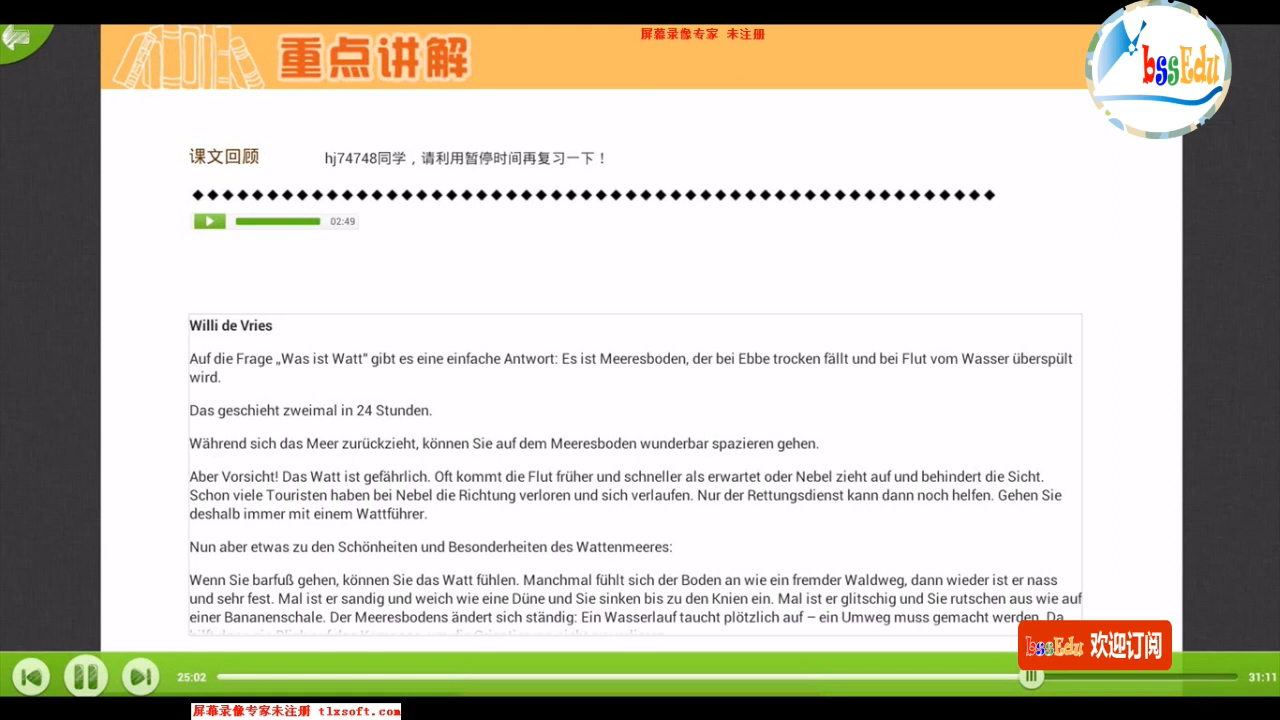 屏幕录像专家 未注册
重点讲解
bssEdu
课文回顾
hj74748同学，请利用暂停时间再复习一下！
02:49
Willi de Vries
Auf die Frage „Was ist Watt“ gibt es eine einfache Antwort: Es ist Meeresboden, der bei Ebbe trocken fällt und bei Flut vom Wasser überspült
wird.
Das geschieht zweimal in 24 Stunden.
Während sich das Meer zurückzieht, können Sie auf dem Meeresboden wunderbar spazieren gehen.
Aber Vorsicht! Das Watt ist gefährlich. Oft kommt die Flut früher und schneller als erwartet oder Nebel zieht auf und behindert die Sicht.
Schon viele Touristen haben bei Nebel die Richtung verloren und sich verlaufen. Nur der Rettungsdienst kann dann noch helfen. Gehen Sie
deshalb immer mit einem Wattführer.
Nun aber etwas zu den Schönheiten und Besonderheiten des Wattenmeeres:
Wenn Sie barfuß gehen, können Sie das Watt fühlen. Manchmal fühlt sich der Boden an wie ein fremder Waldweg, dann wieder ist er nass
und sehr fest. Mal ist er sandig und weich wie eine Düne und Sie sinken bis zu den Knien ein. Mal ist er glitschig und Sie rutschen aus wie auf
einer Bananenschale. Der Meeresbodens ändert sich ständig: Ein Wasserlauf taucht plötzlich auf – ein Umweg muss gemacht werden. Da
bssEdu 欢迎订阅
25:02
31:11
屏幕录像专家未注册 tlxsoft.com